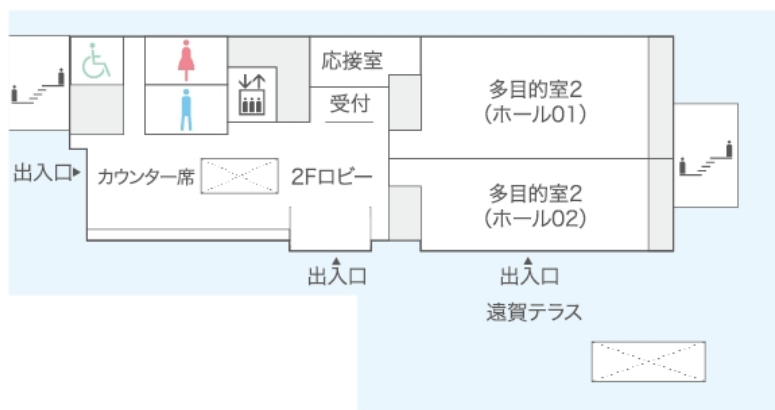 応接室
受付
多目的室2
(ホール01)
出入口
カウンター席
2Fロビー
多目的室2
(ホール02)
出入口
出入口
遠賀テラス